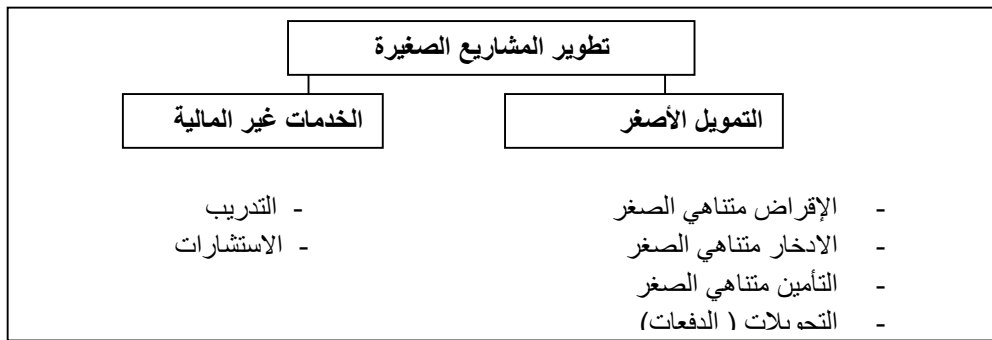 تطوير المشاريع الصغيرة
التمويل الأصغر
الخدمات غير المالية
- الإقراض متناهي الصغر
- الادخار متناهي الصغر
- التأمين متناهي الصغر
- التحويلات ( الدفعات)
- التدريب
- الاستشارات